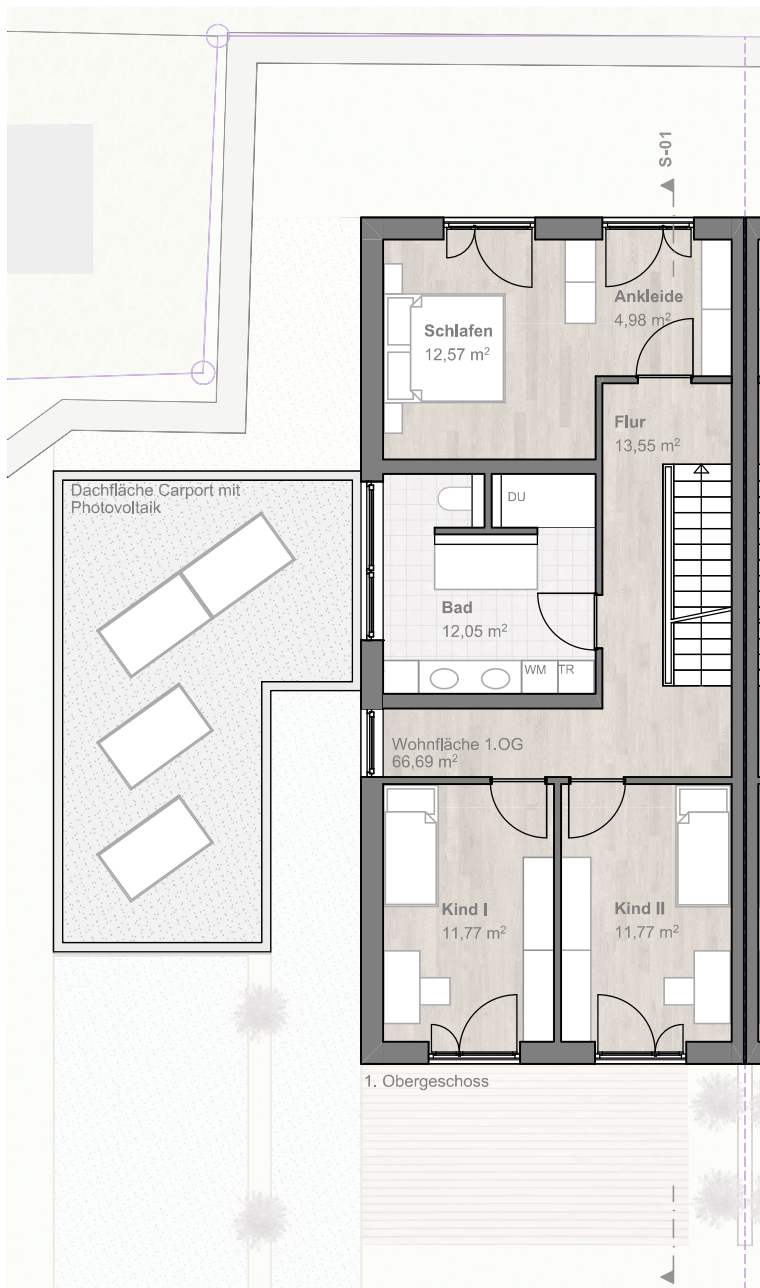 S-01
Ankleide
4,98 m²
Schlafen
12,57 m²
Flur
13,55 m²
Dachfläche Carport mit
Photovoltaik
DU
Bad
12,05 m²
WM
TR
Wohnfläche 1.OG
66,69 m²
Kind I
11,77 m²
Kind II
11,77 m²
1. Obergeschoss